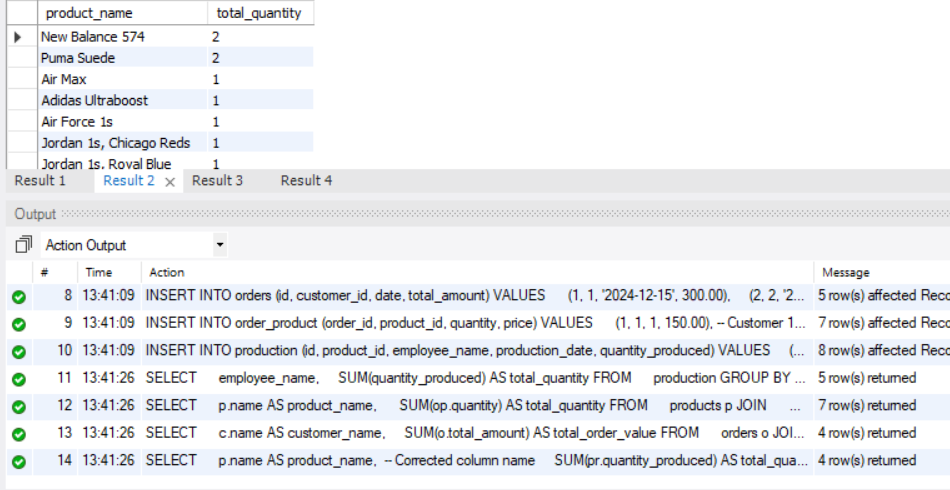 product_name total_quantity
New Balance 574 2
Puma Suede 2
Air Max 1
Adidas Ultraboost 1
Air Force 1s 1
Jordan 1s, Chicago Reds 1
Jordan 1s, Royal Blue 1
Result 1 Result 2 Result 3 Result 4
Output
Action Output
# Time Action Message
8 13:41:09 INSERT INTO orders (id, customer_id, date, total_amount) VALUES (1, 1, '2024-12-15', 300.00), (2, 2, '2... 5 row(s) affected Reco
9 13:41:09 INSERT INTO order_product (order_id, product_id, quantity, price) VALUES (1, 1, 1, 150.00), -- Customer 1... 7 row(s) affected Reco
10 13:41:09 INSERT INTO production (id, product_id, employee_name, production_date, quantity_produced) VALUES (... 8 row(s) affected Reco
11 13:41:26 SELECT employee_name, SUM(quantity_produced) AS total_quantity FROM production GROUP BY ... 5 row(s) returned
12 13:41:26 SELECT p.name AS product_name, SUM(op.quantity) AS total_quantity FROM products p JOIN ... 7 row(s) returned
13 13:41:26 SELECT c.name AS customer_name, SUM(o.total_amount) AS total_order_value FROM orders o JOI... 4 row(s) returned
14 13:41:26 SELECT p.name AS product_name, -- Corrected column name SUM(pr.quantity_produced) AS total_qua... 4 row(s) returned